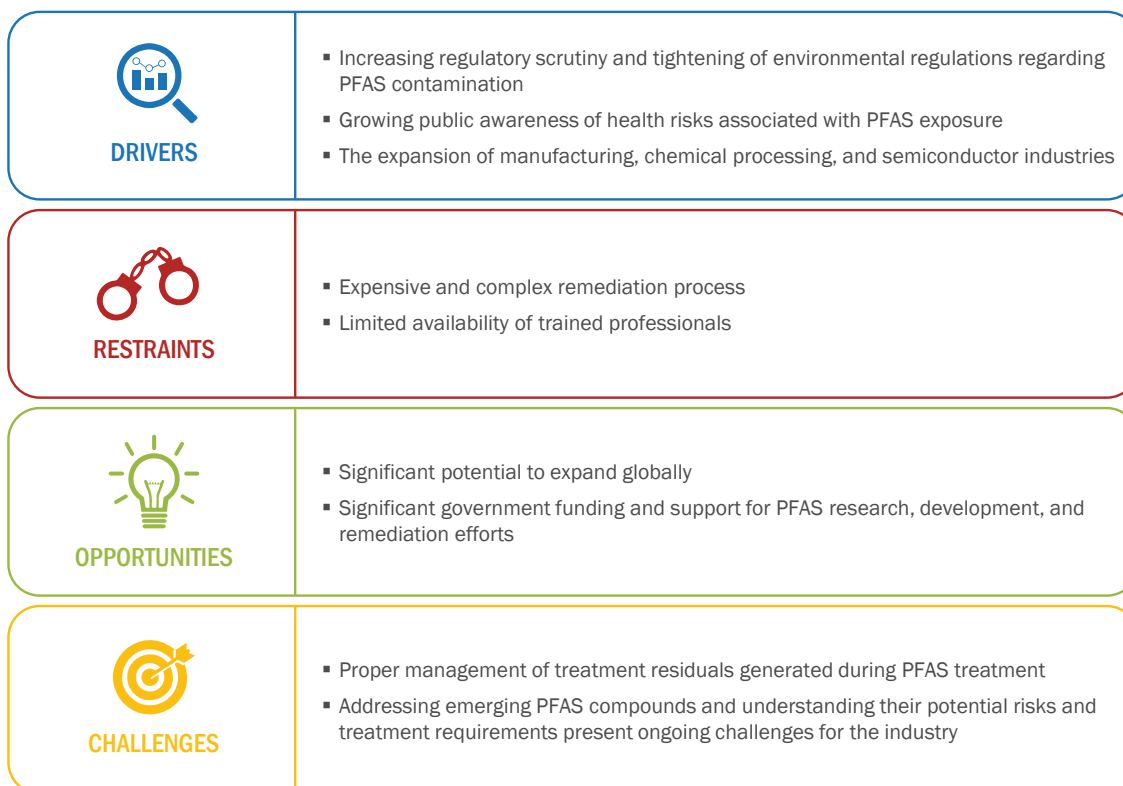 DRIVERS
▪ Increasing regulatory scrutiny and tightening of environmental regulations regarding
PFAS contamination
▪ Growing public awareness of health risks associated with PFAS exposure
▪ The expansion of manufacturing, chemical processing, and semiconductor industries
RESTRAINTS
▪ Expensive and complex remediation process
▪ Limited availability of trained professionals
OPPORTUNITIES
▪ Significant potential to expand globally
▪ Significant government funding and support for PFAS research, development, and
remediation efforts
CHALLENGES
▪ Proper management of treatment residuals generated during PFAS treatment
▪ Addressing emerging PFAS compounds and understanding their potential risks and
treatment requirements present ongoing challenges for the industry